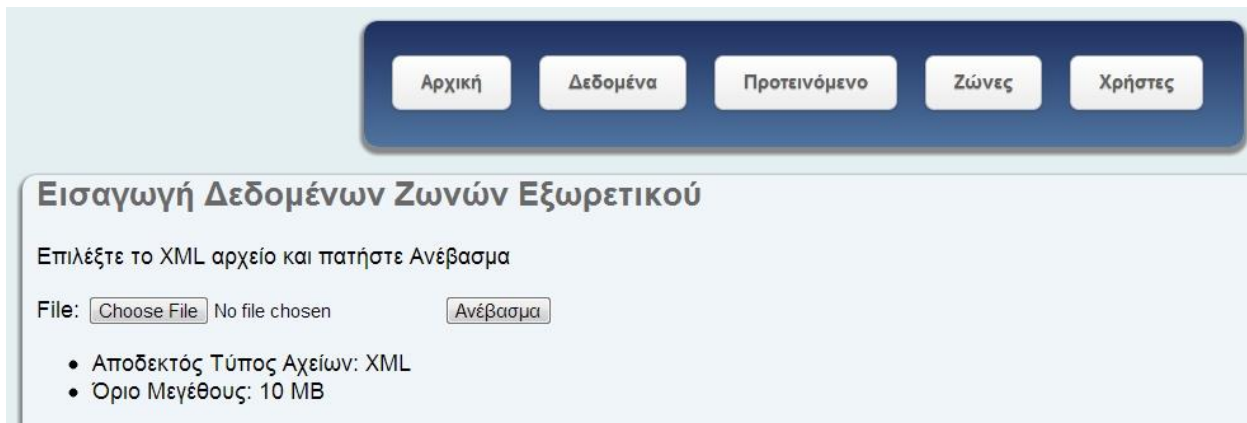 Αρχική Δεδομένα Προτεινόμενο Ζώνες Χρήστες
Εισαγωγή Δεδομένων Ζωνών Εξωρετικού
Επιλέξτε το XML αρχείο και πατήστε Ανέβασμα
File: Choose File No file chosen Ανέβασμα
• Αποδεκτός Τύπος Αχείων: XML
• Όριο Μεγέθους: 10 MB